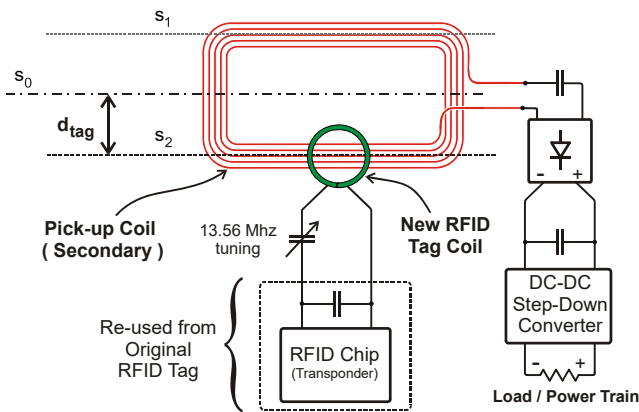 s1
s0
dtag
s2
Pick-up Coil
( Secondary )
13.56 Mhz
tuning
New RFID
Tag Coil
- +
DC-DC
Step-Down
Converter
- +
Load / Power Train
Re-used from
Original
RFID Tag
RFID Chip
(Transponder)